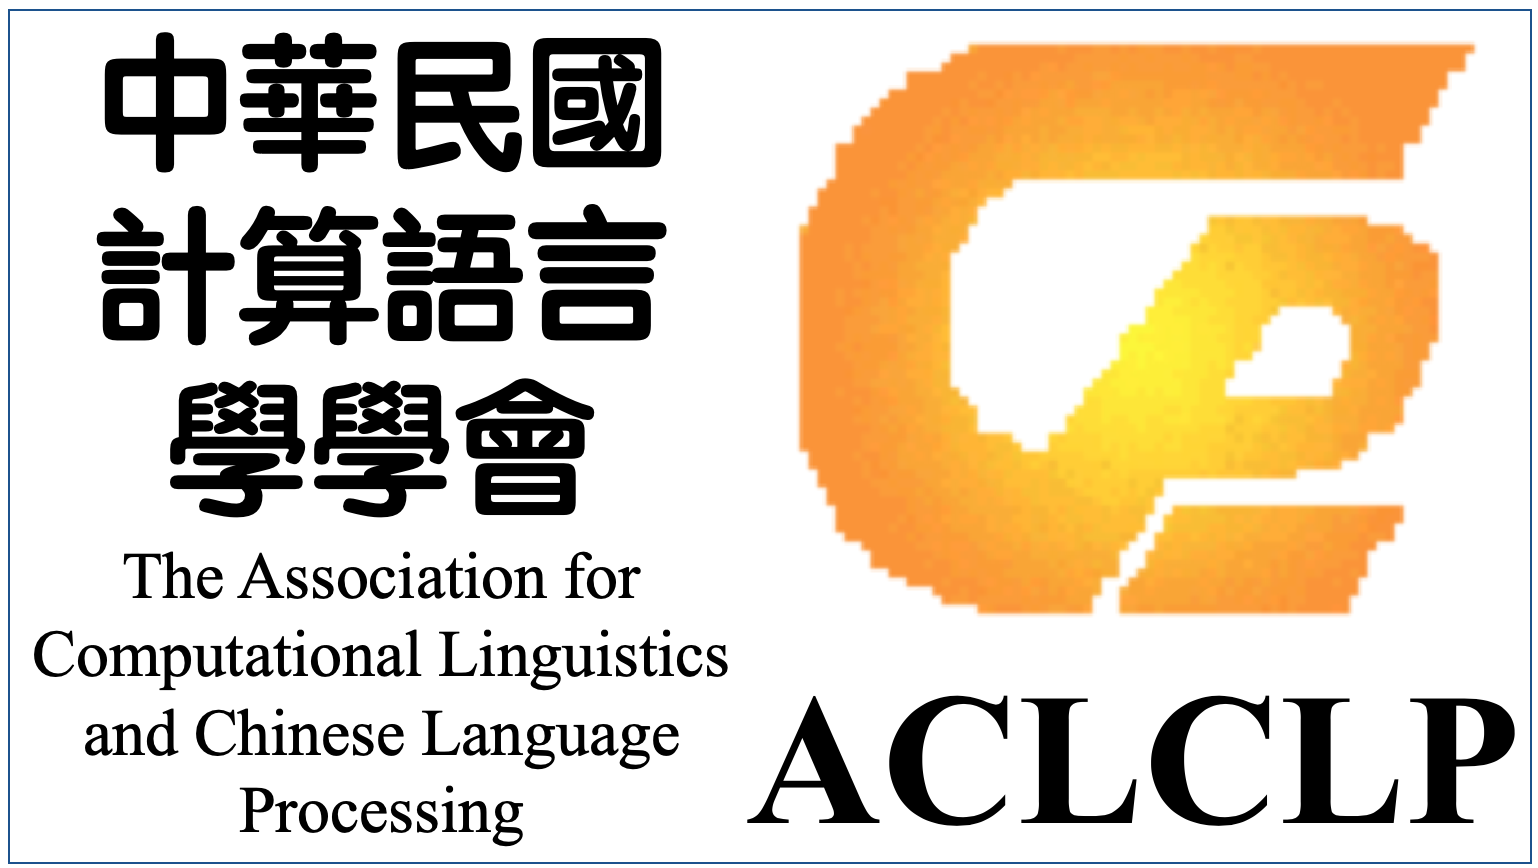 中華民國
計算語言
學學會
The Association for
Computational Linguistics
and Chinese Language
Processing
ACLCLP